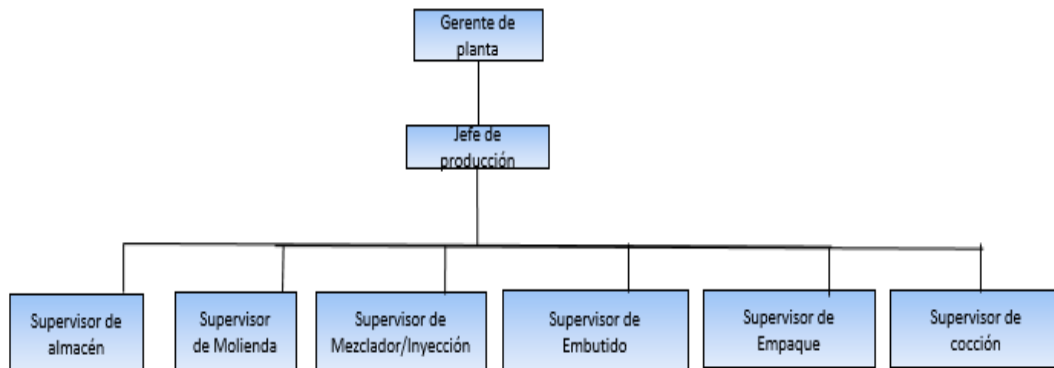 Gerente de
planta
Jefe de
producción
Supervisor de
almacén
Supervisor
de Molienda
Supervisor de
Mezclador/Inyección
Supervisor de
Embutido
Supervisor de
Empaque
Supervisor de
cocción